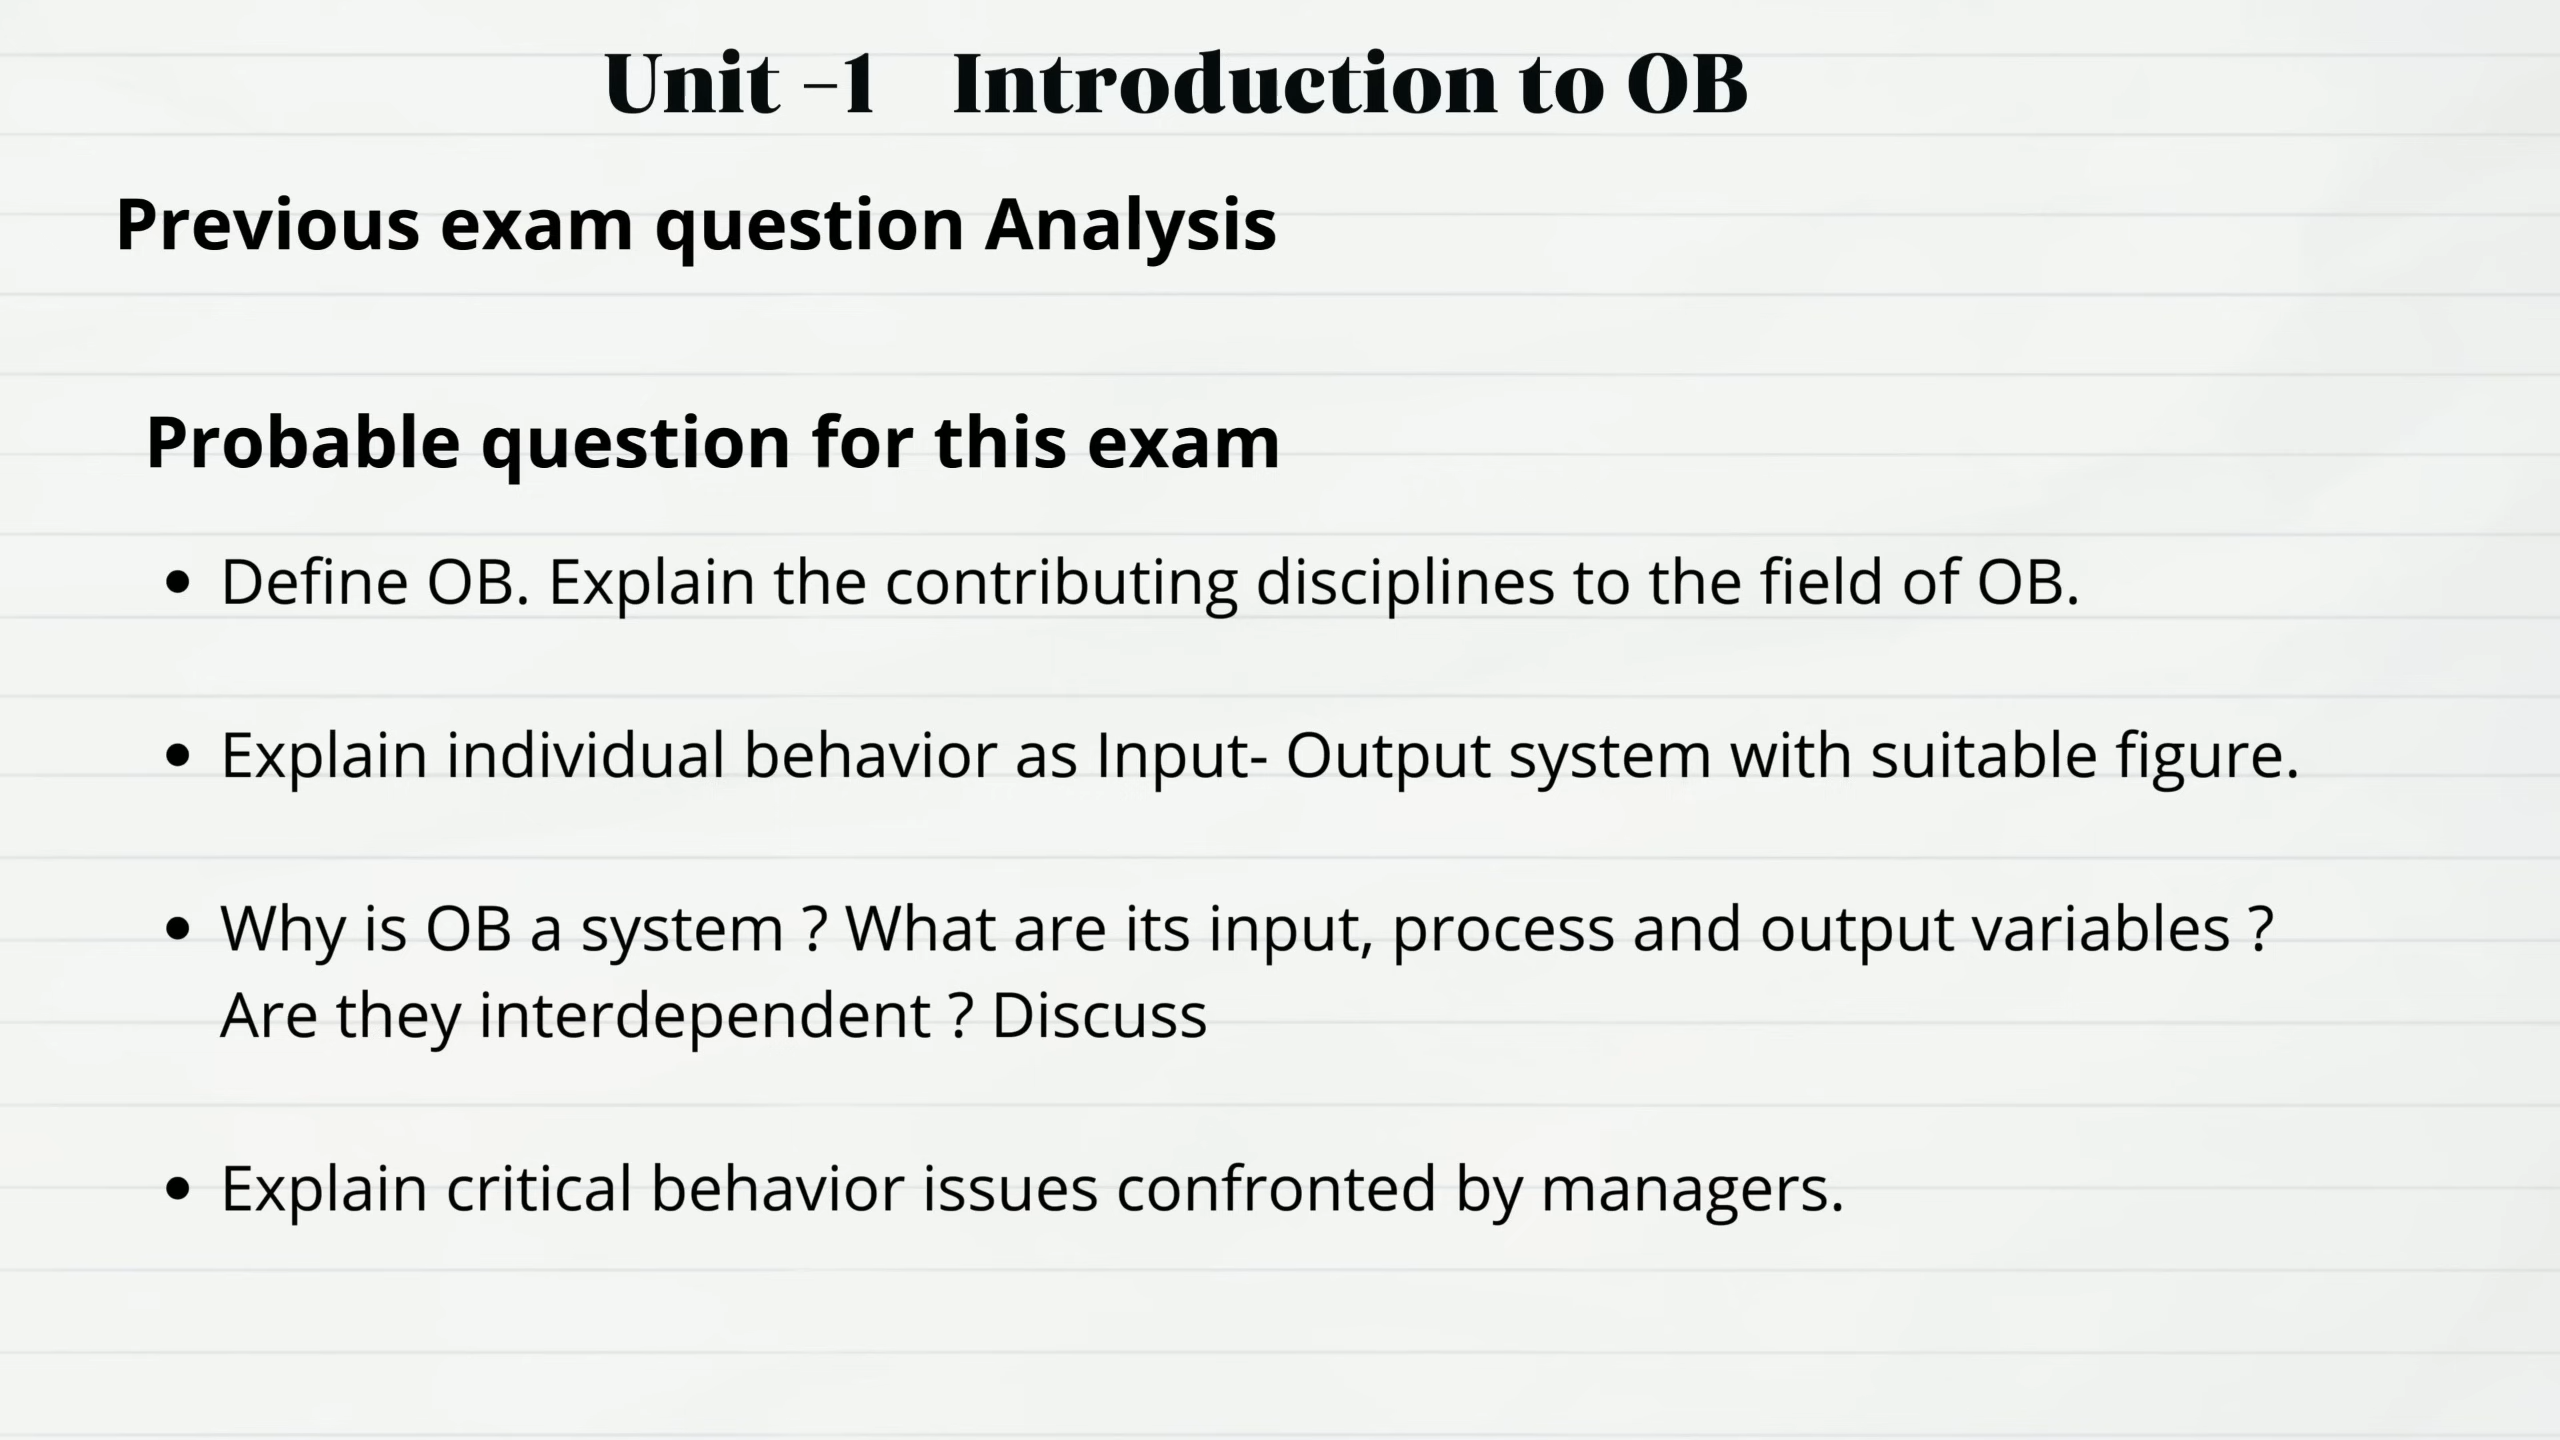 Unit -1 Introduction to OB
Previous exam question Analysis
Probable question for this exam
• Define OB. Explain the contributing disciplines to the field of OB.
• Explain individual behavior as Input- Output system with suitable figure.
• Why is OB a system ? What are its input, process and output variables ?
Are they interdependent ? Discuss
• Explain critical behavior issues confronted by managers.